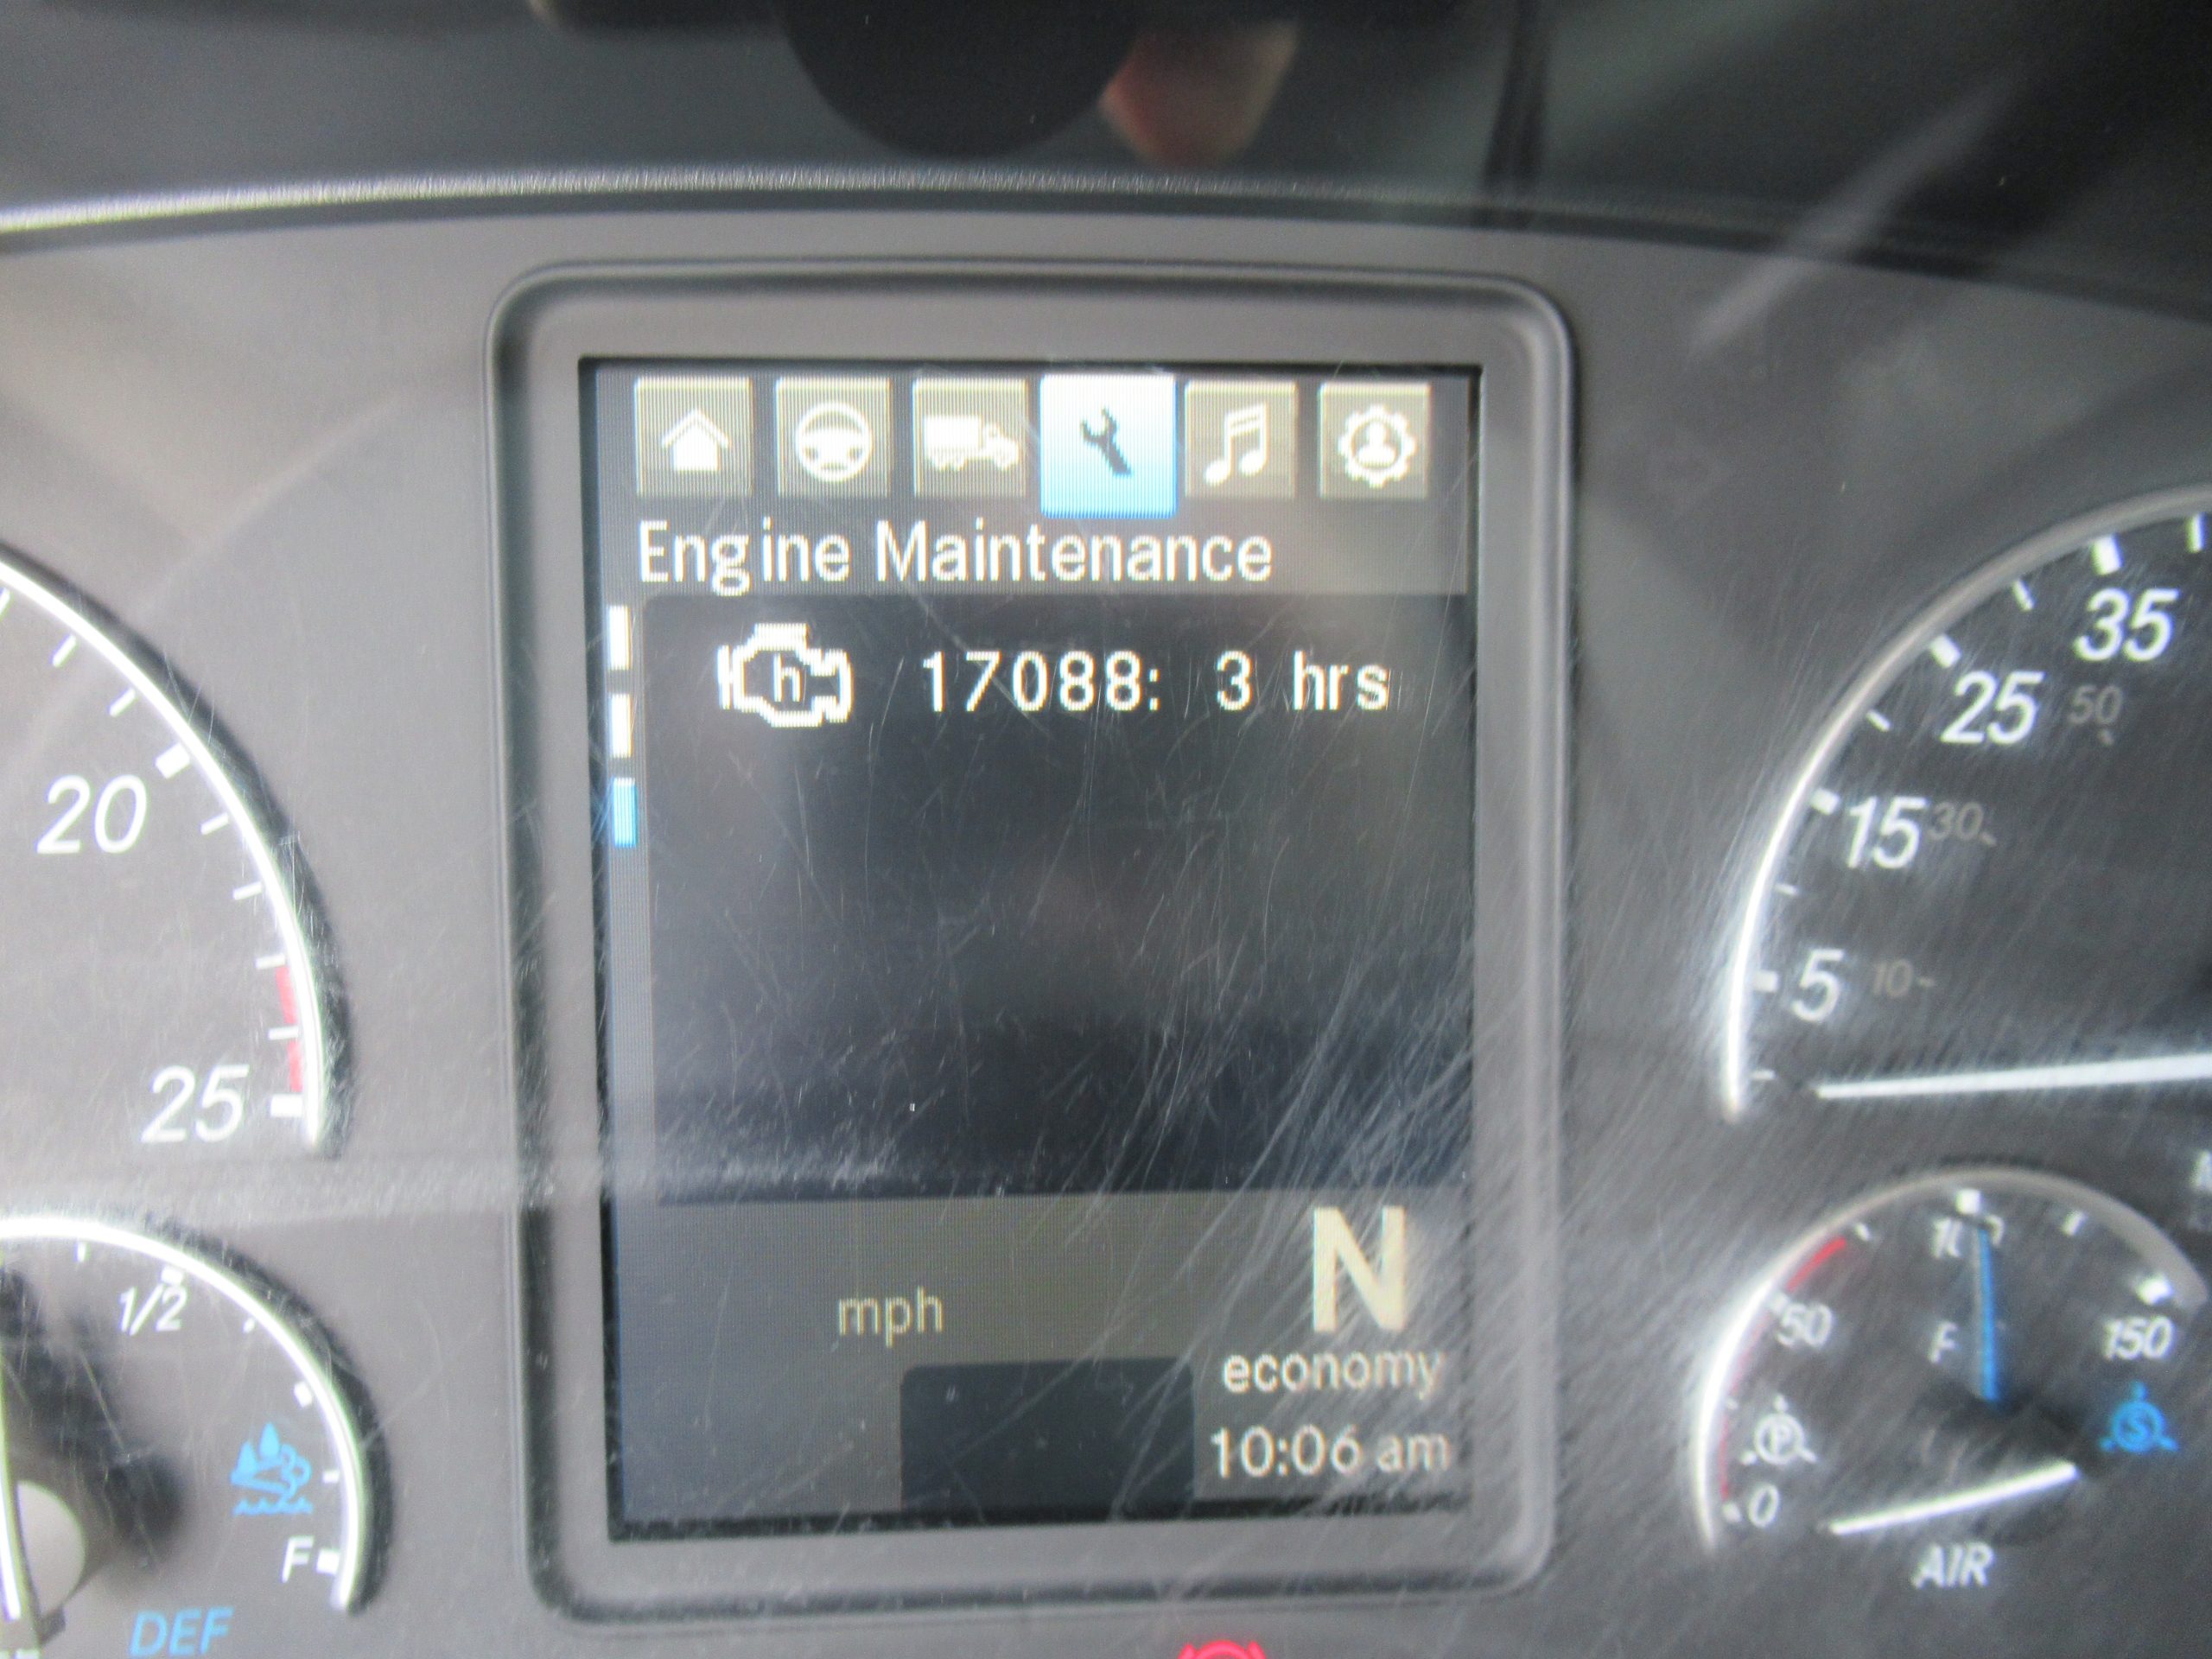 Engine Maintenance
h 17088: 3 hrs
mph
N
economy
10:06 am
20
25
1/2
F
DEF
35
25 50
15 30
5 10
50
150
F
P
S
0
AIR